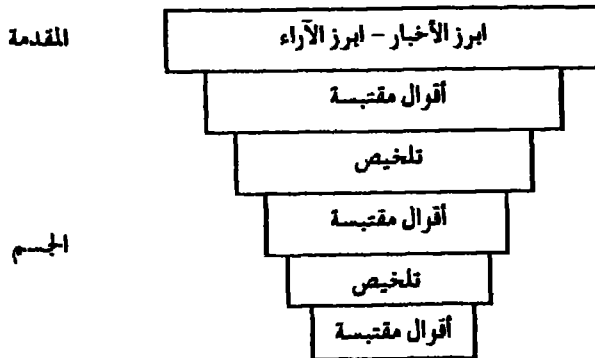 المقدمة
ابرز الأخبار – ابرز الآراء
أقوال مقتبسة
تلخيص
أقوال مقتبسة
الجسم
تلخيص
أقوال مقتبسة